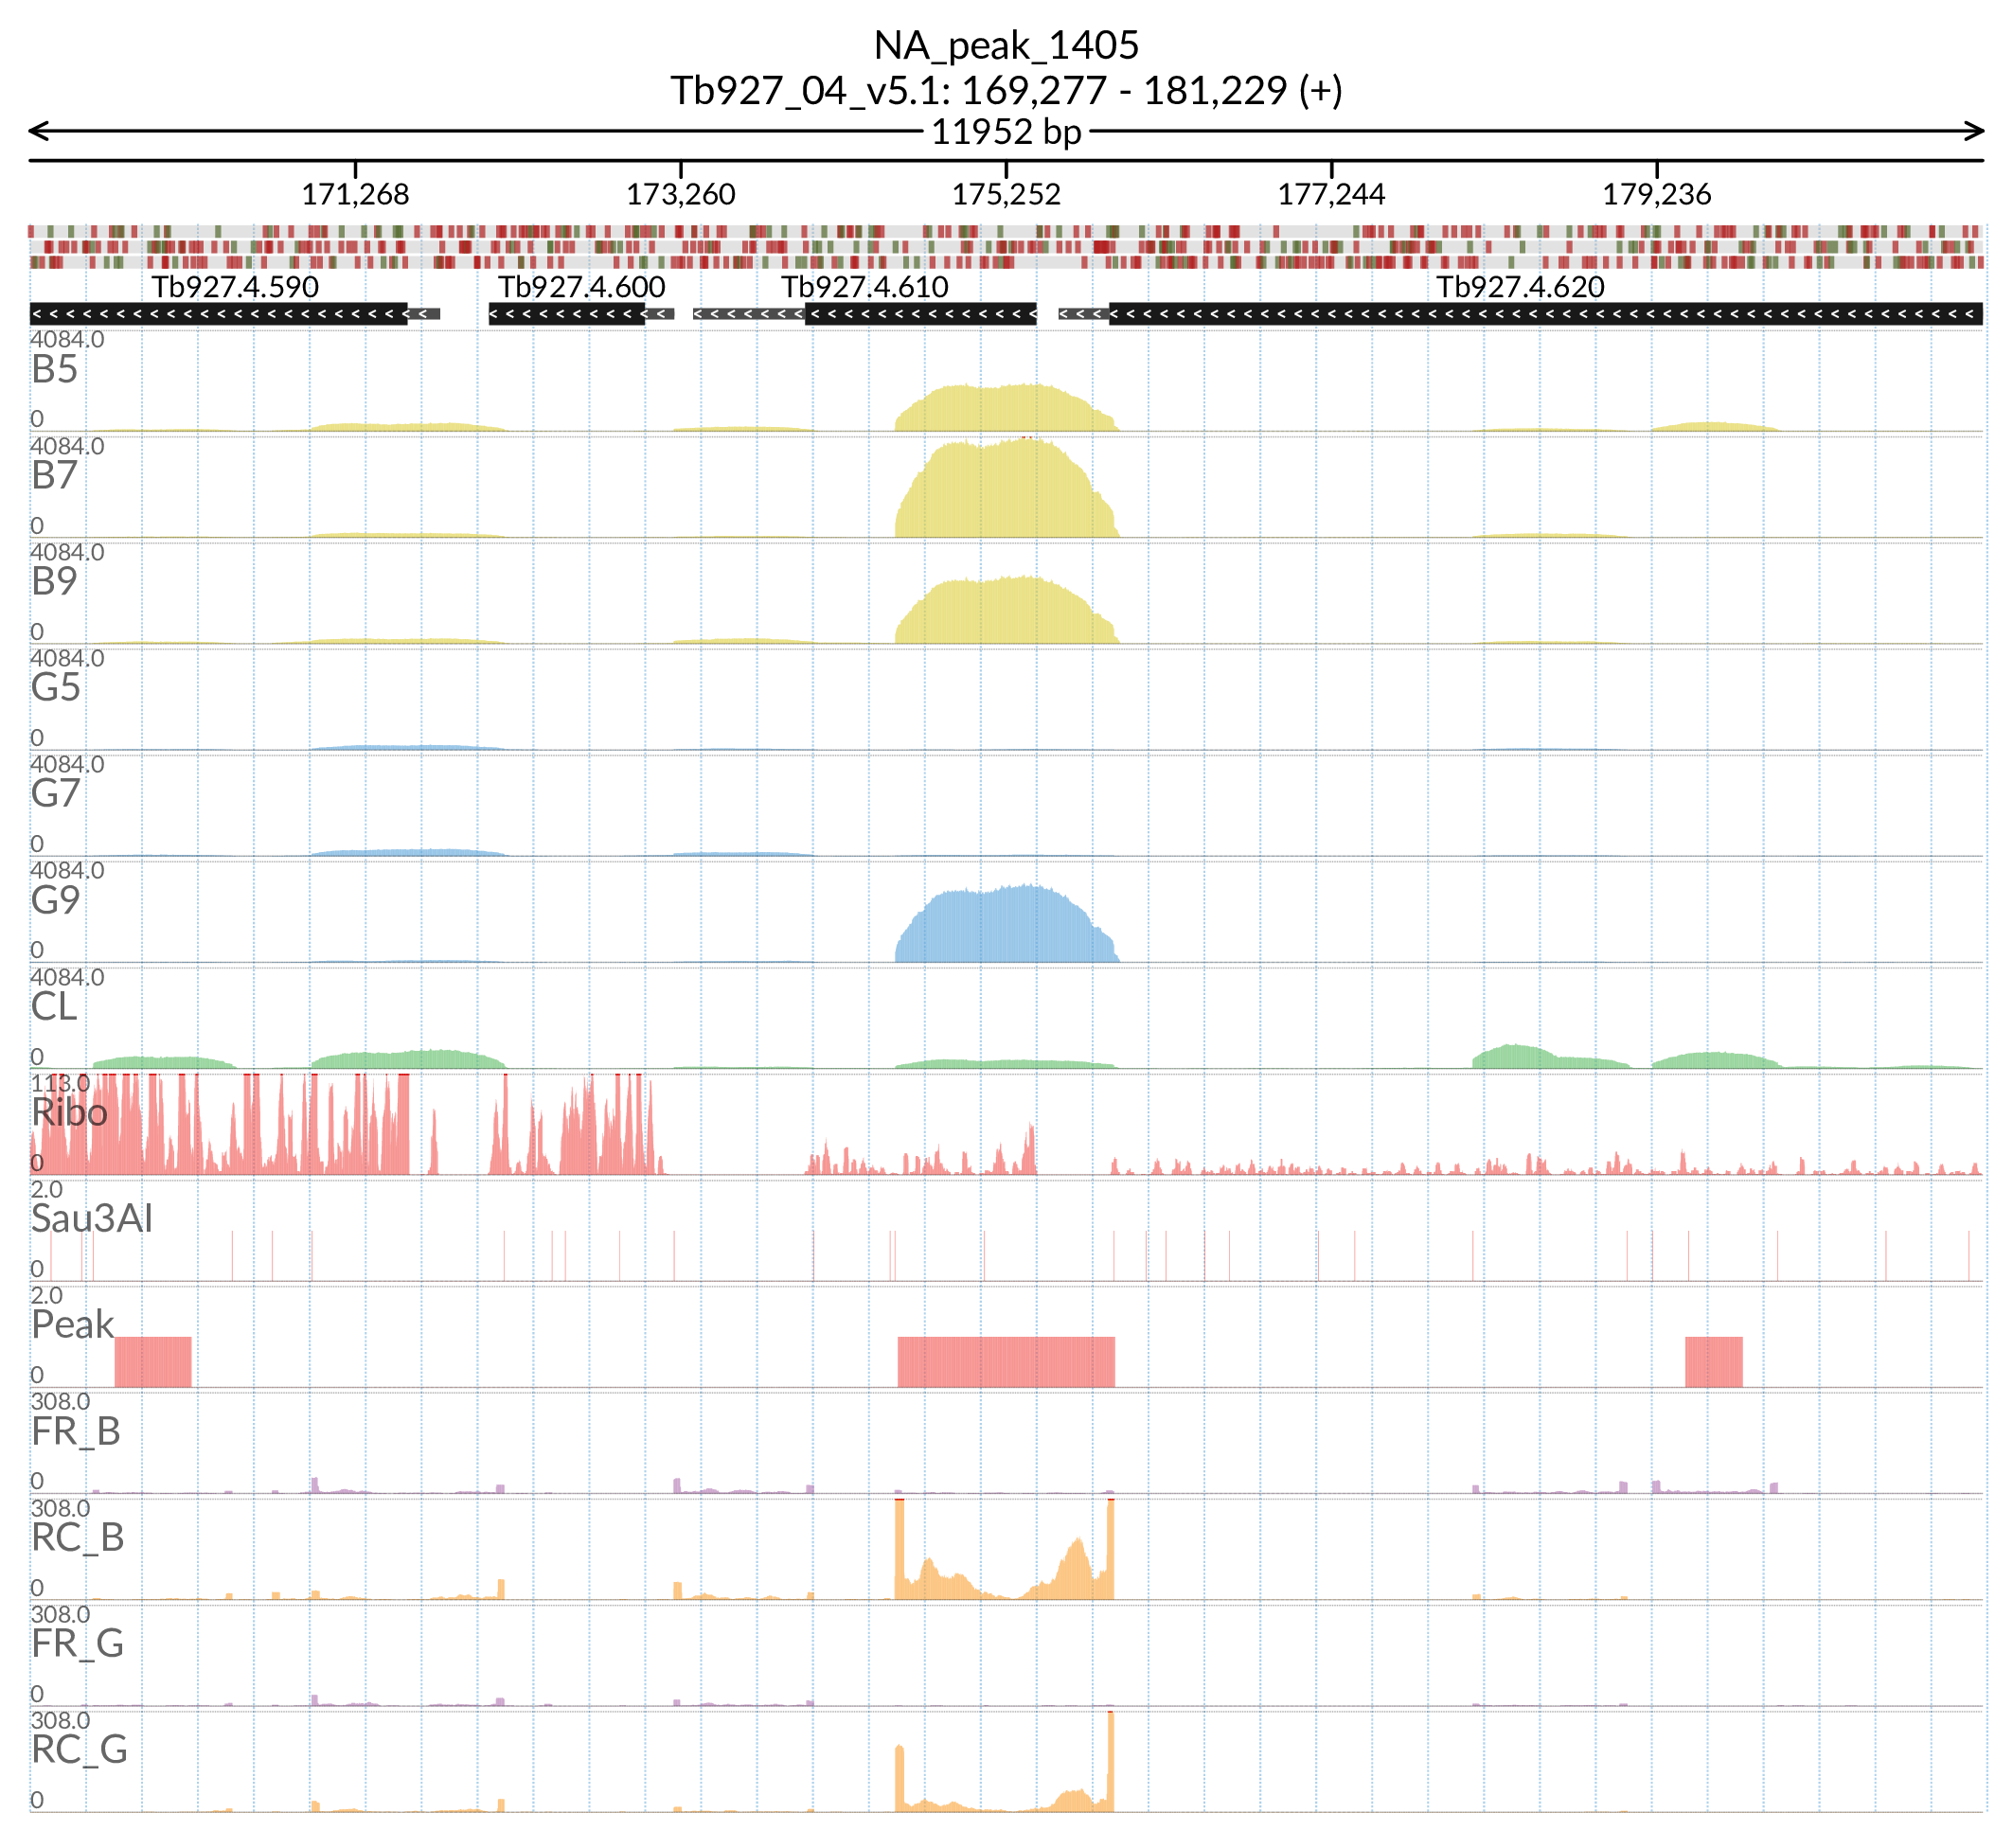 NA_peak_1405
Tb927_04_v5.1: 169,277 - 181,229 (+)
11952 bp
171,268 173,260 175,252 177,244 179,236
Tb927.4.590 Tb927.4.600 Tb927.4.610 Tb927.4.620
4084.0
B5
0
4084.0
B7
0
4084.0
B9
0
4084.0
G5
0
4084.0
G7
0
4084.0
G9
0
4084.0
CL
0
113.0
Ribo
0
2.0
Sau3AI
0
2.0
Peak
0
308.0
FR_B
0
308.0
RC_B
0
308.0
FR_G
0
308.0
RC_G
0